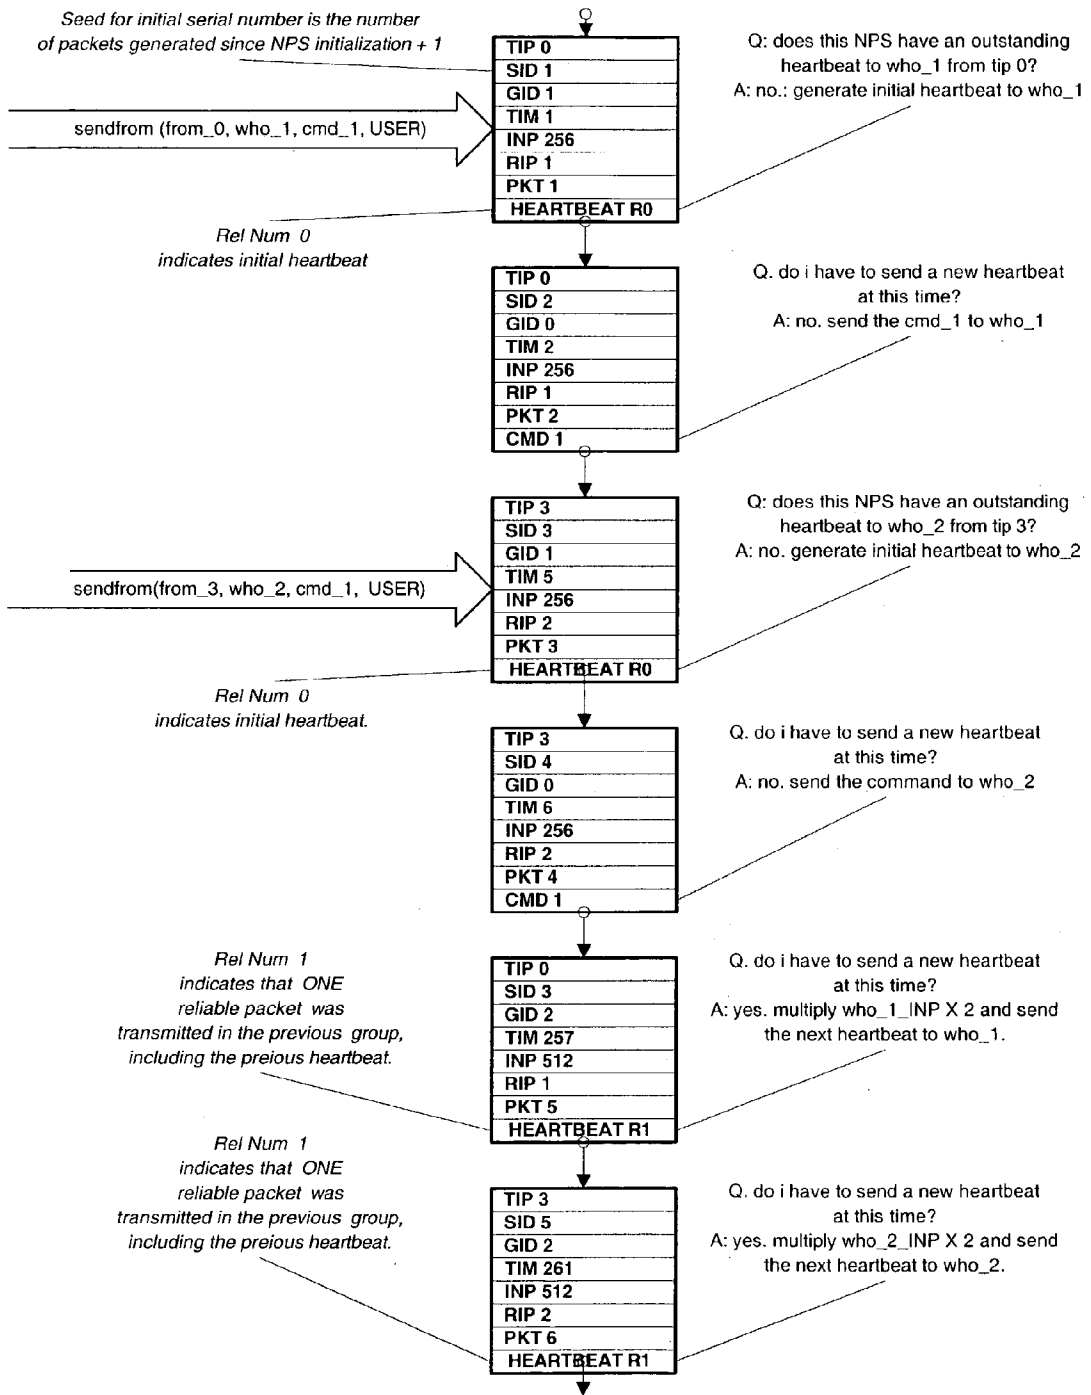 Seed for initial serial number is the number
of packets generated since NPS initialization + 1
TIP 0
SID 1
GID 1
TIM 1
INP 256
RIP 1
PKT 1
HEARTBEAT R0
Q: does this NPS have an outstanding
heartbeat to who_1 from tip 0?
A: no.: generate initial heartbeat to who_1
sendfrom (from_0, who_1, cmd_1, USER)
Rel Num 0
indicates initial heartbeat
TIP 0
SID 2
GID 0
TIM 2
INP 256
RIP 1
PKT 2
CMD 1
Q. do i have to send a new heartbeat
at this time?
A: no. send the cmd_1 to who_1
TIP 3
SID 3
GID 1
TIM 5
INP 256
RIP 2
PKT 3
HEARTBEAT R0
Q: does this NPS have an outstanding
heartbeat to who_2 from tip 3?
A: no. generate initial heartbeat to who_2
sendfrom(from_3, who_2, cmd_1, USER)
Rel Num 0
indicates initial heartbeat.
TIP 3
SID 4
GID 0
TIM 6
INP 256
RIP 2
PKT 4
CMD 1
Q. do i have to send a new heartbeat
at this time?
A: no. send the command to who_2
Rel Num 1
indicates that ONE
reliable packet was
transmitted in the previous group,
including the preious heartbeat.
TIP 0
SID 3
GID 2
TIM 257
INP 512
RIP 1
PKT 5
HEARTBEAT R1
Q. do i have to send a new heartbeat
at this time?
A: yes. multiply who_1_INP X 2 and send
the next heartbeat to who_1.
Rel Num 1
indicates that ONE
reliable packet was
transmitted in the previous group,
including the preious heartbeat.
TIP 3
SID 5
GID 2
TIM 261
INP 512
RIP 2
PKT 6
HEARTBEAT R1
Q. do i have to send a new heartbeat
at this time?
A: yes. multiply who_2_INP X 2 and send
the next heartbeat to who_2.